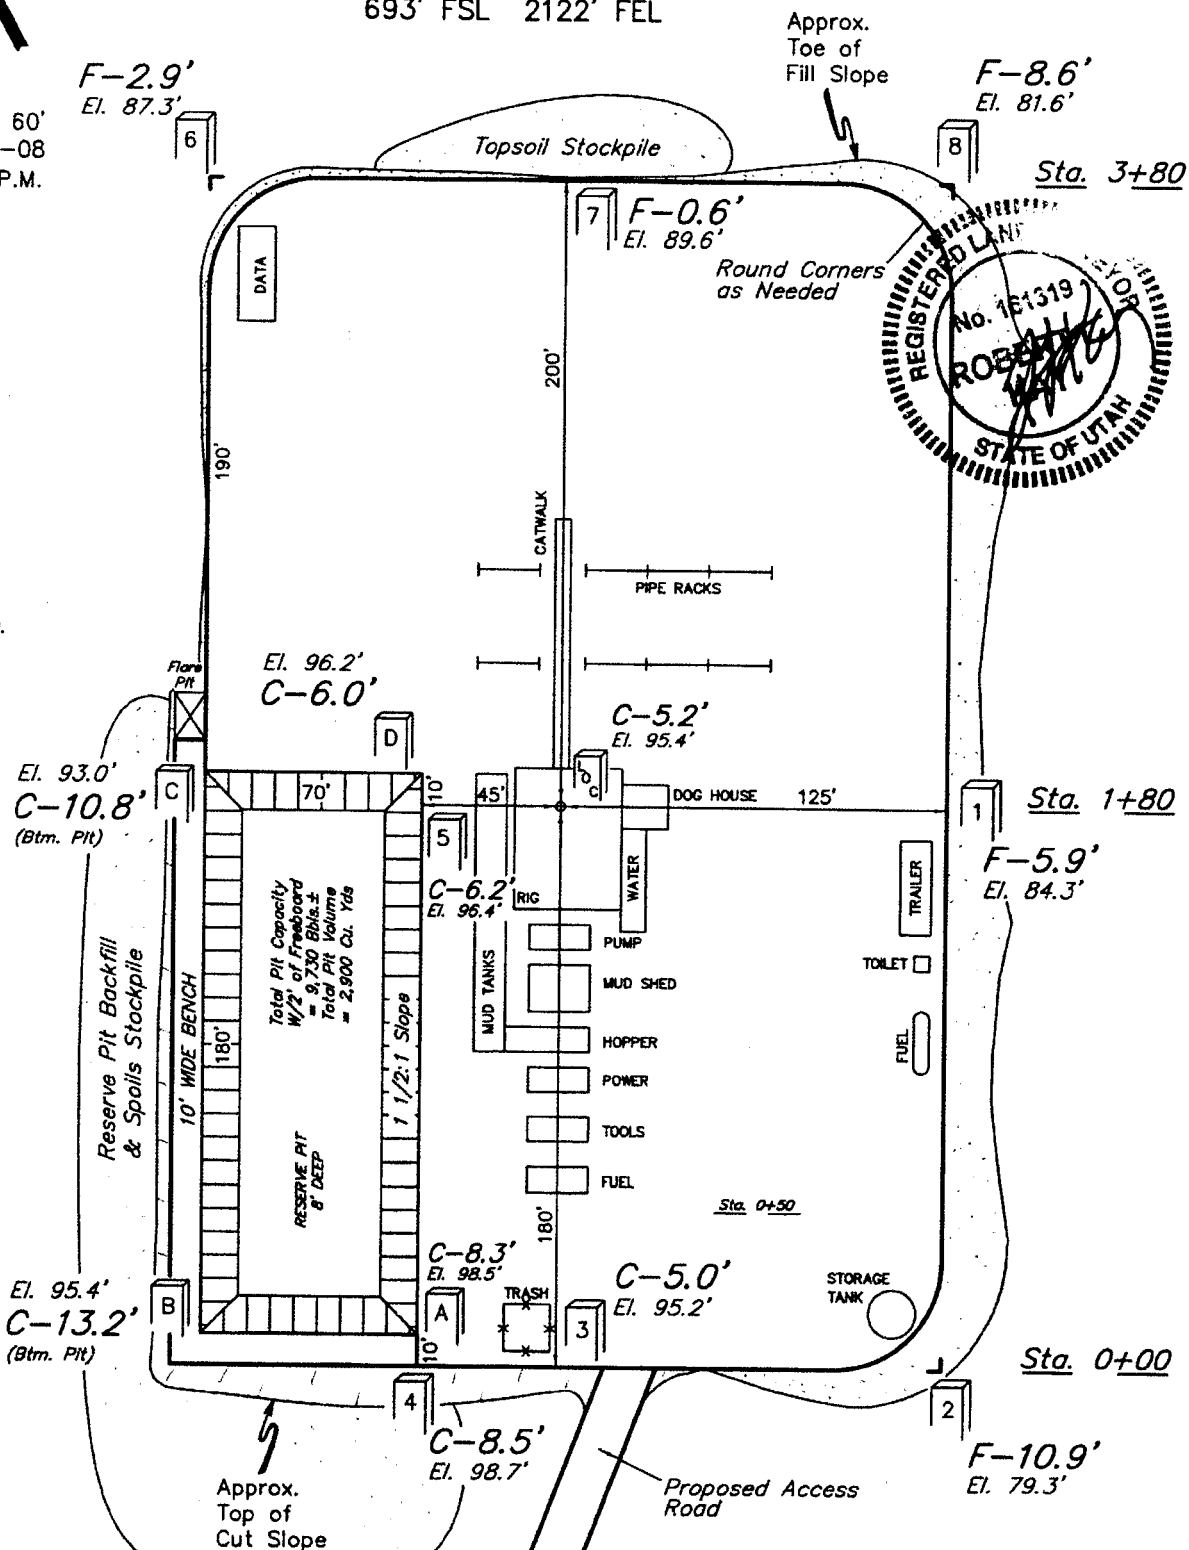 693' FSL 2122' FEL
Approx.
Toe of
Fill Slope
F-2.9'
El. 87.3'
F-8.6'
El. 81.6'
60'
-08
P.M.
6
8
Topsoil Stockpile
Sta. 3+80
7
F-0.6'
El. 89.6'
Round Corners
as Needed
DATA
REGISTERED LAND
No. 161319
ROBERT
STATE OF UTAH
200'
190'
CATWALK
PIPE RACKS
Flare
Pit
El. 96.2'
C-6.0'
D
C-5.2'
El. 95.4'
El. 93.0'
C-10.8'
(Btm. Pit)
C
70'
10'
45'
DOG HOUSE
125'
1
Sta. 1+80
5
F-5.9'
El. 84.3'
C-6.2'
El. 96.4'
RIG
WATER
TRAILER
Total Pit Capacity
W/2' of Freeboard
= 9,730 Bbls.±
Total Pit Volume
= 2,900 Cu. Yds
PUMP
MUD SHED
TOILET
MUD TANKS
HOPPER
FUEL
Reserve Pit Backfill
& Spoils Stockpile
10' WIDE BENCH
180'
1 1/2:1 Slope
POWER
TOOLS
FUEL
RESERVE PIT
8' DEEP
180'
Sta. 0+50
C-8.3'
El. 98.5'
El. 95.4'
C-13.2'
(Btm. Pit)
B
A
TRASH
C-5.0'
El. 95.2'
STORAGE
TANK
3
10'
Sta. 0+00
4
2
C-8.5'
El. 98.7'
F-10.9'
El. 79.3'
Approx.
Top of
Cut Slope
Proposed Access
Road